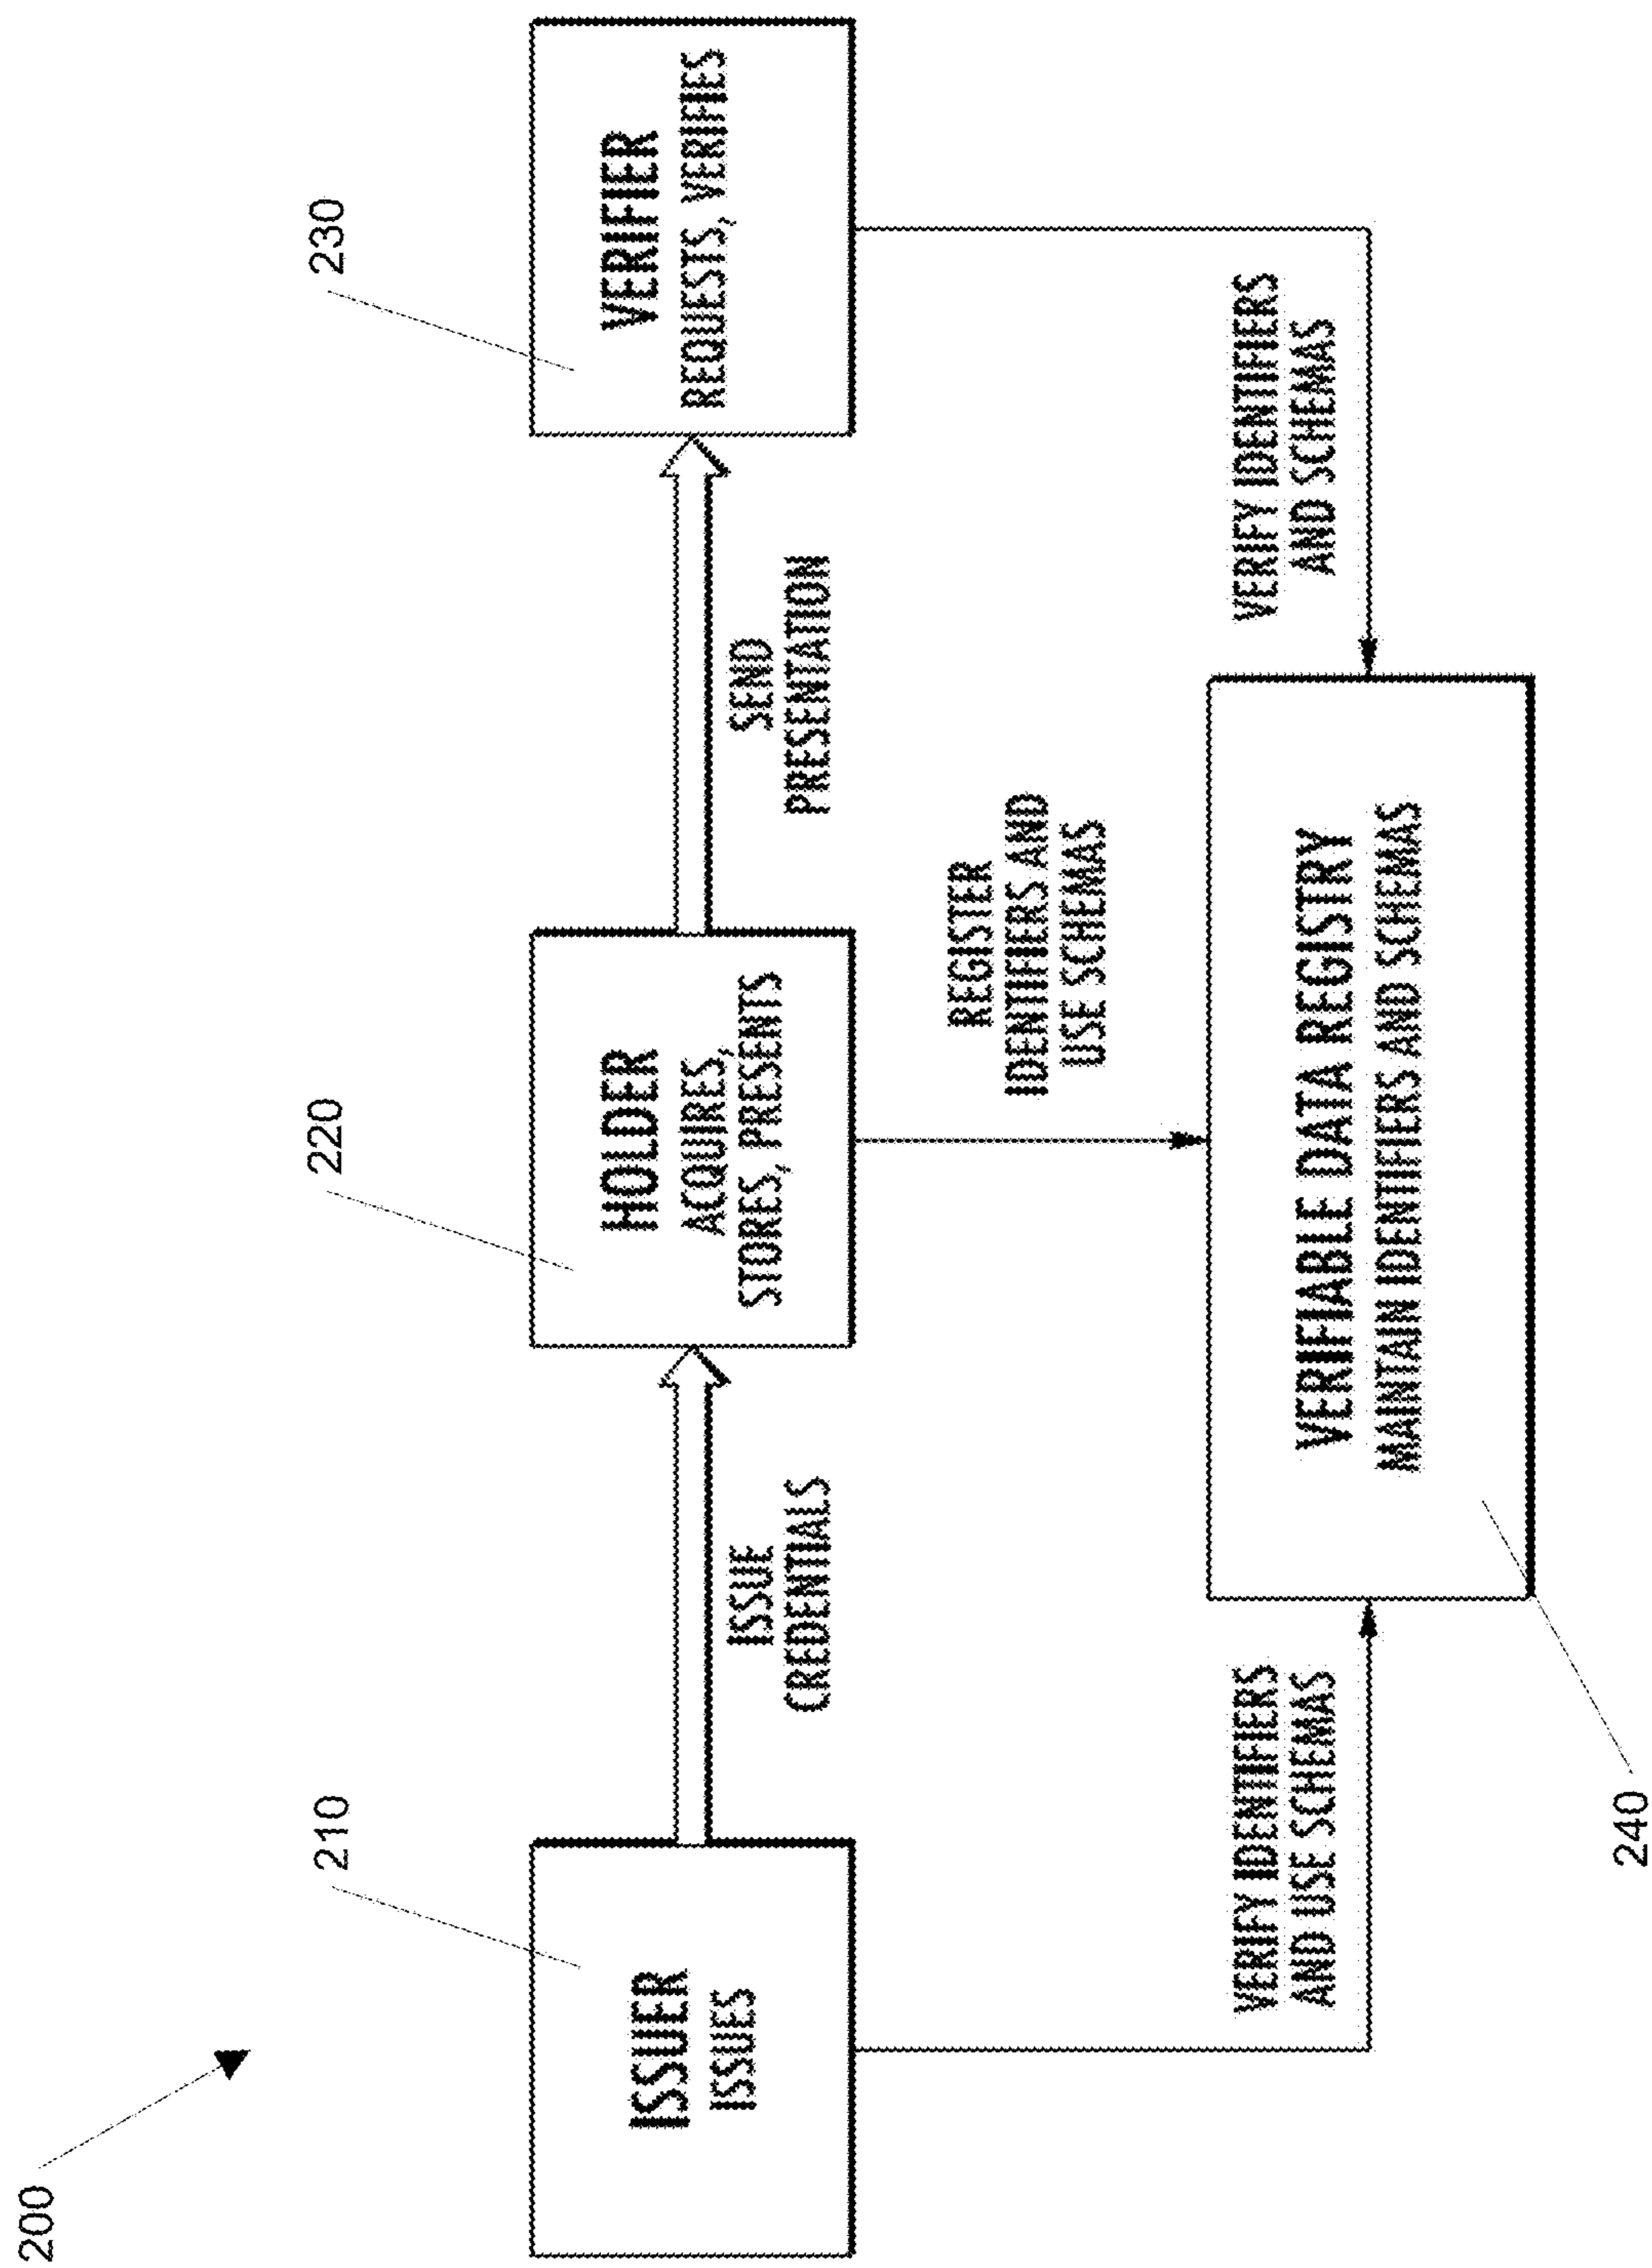 200
210
ISSUER
ISSUES
ISSUE
CREDENTIALS
220
HOLDER
ACQUIRES,
STORES, PRESENTS
SEND
PRESENTATION
230
VERIFIER
REQUESTS, VERIFIES
VERIFY IDENTIFIERS
AND USE SCHEMAS
REGISTER
IDENTIFIERS AND
USE SCHEMAS
VERIFY IDENTIFIERS
AND SCHEMAS
VERIFIABLE DATA REGISTRY
MAINTAIN IDENTIFIERS AND SCHEMAS
240